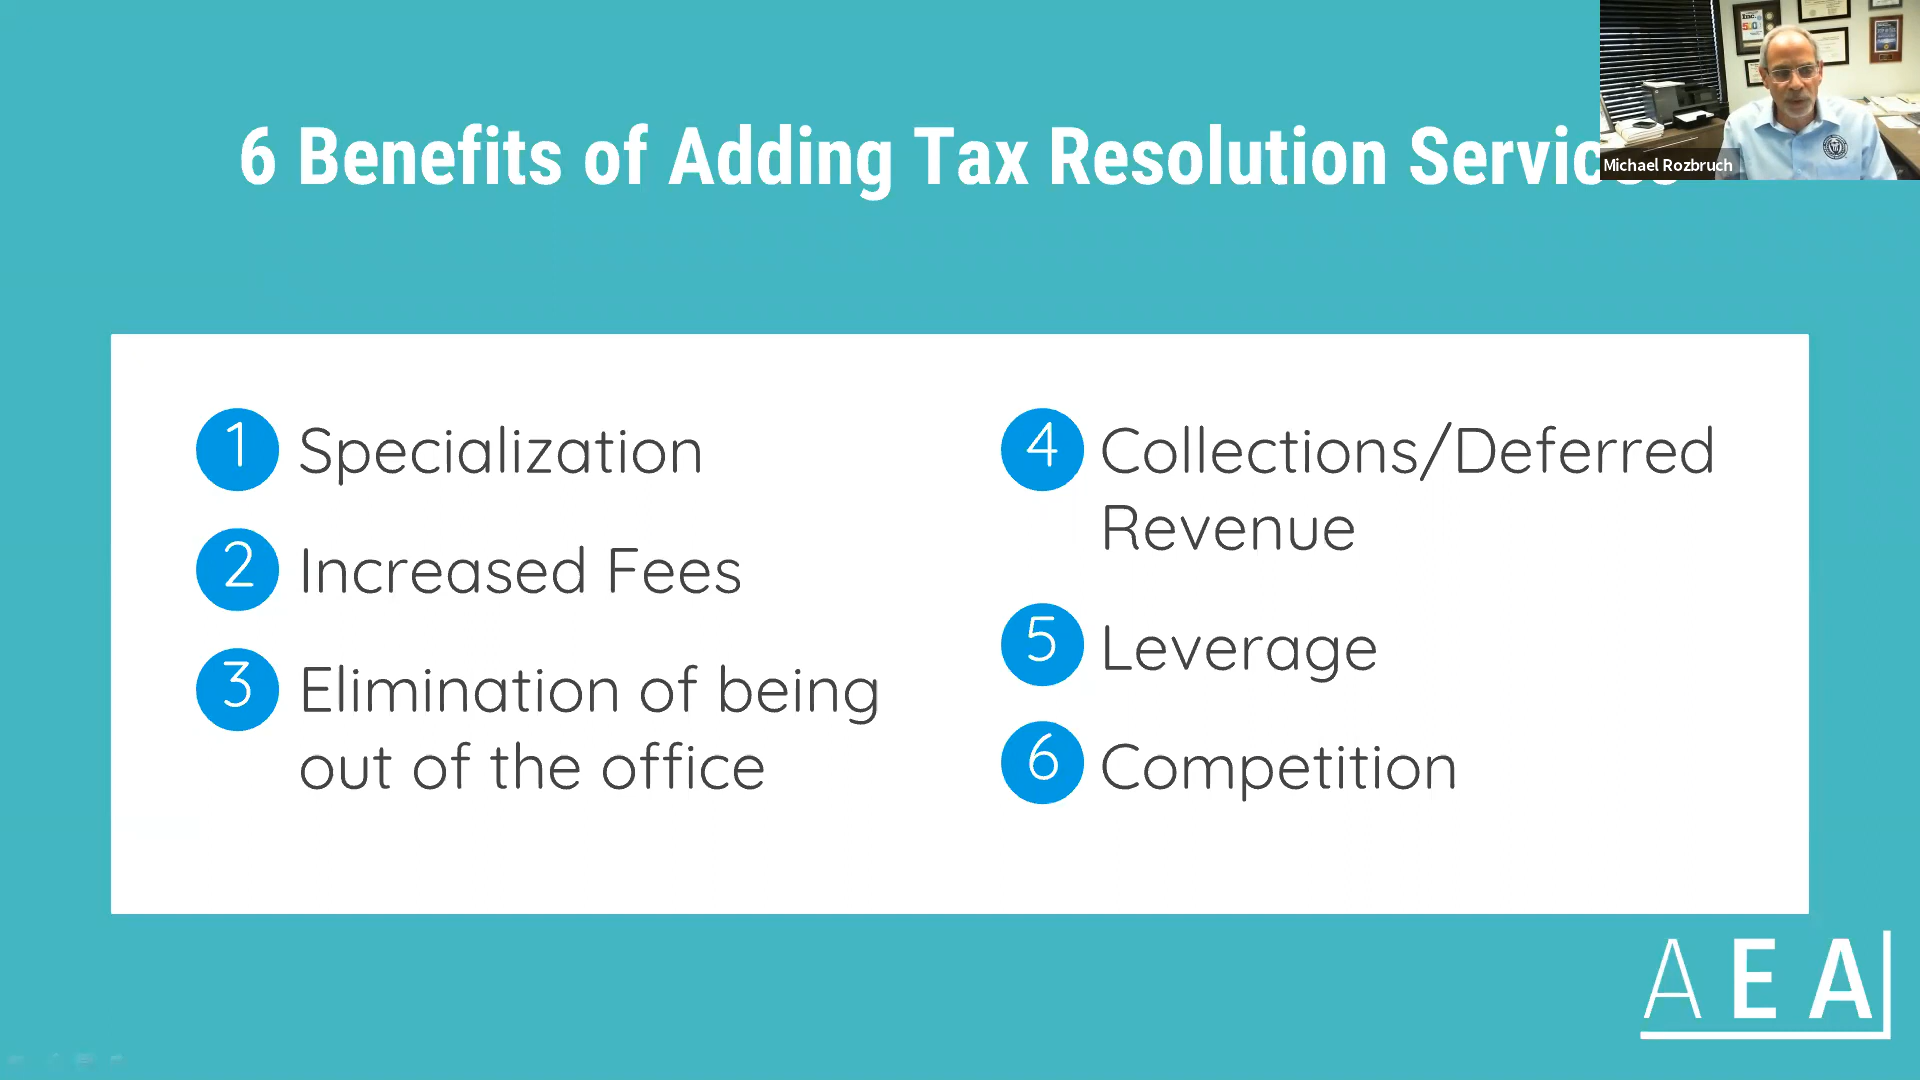 6 Benefits of Adding Tax Resolution
Michael Rozbruch
1 Specialization
2 Increased Fees
3 Elimination of being
out of the office
4 Collections/Deferred
Revenue
5 Leverage
6 Competition
AEA